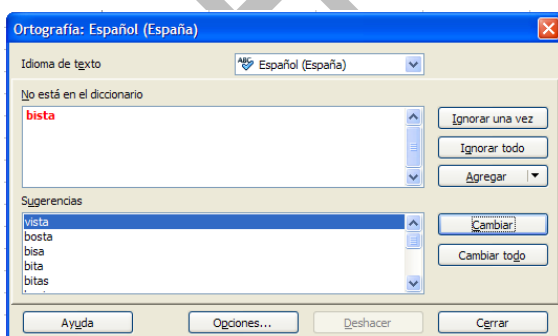 Ortografía: Español (España)
Idioma de texto
ABC Español (España)
No está en el diccionario
bista
Ignorar una vez
Ignorar todo
Agregar
Sugerencias
vista
bosta
bisa
bita
bitas
Cambiar
Cambiar todo
Ayuda
Opciones...
Deshacer
Cerrar